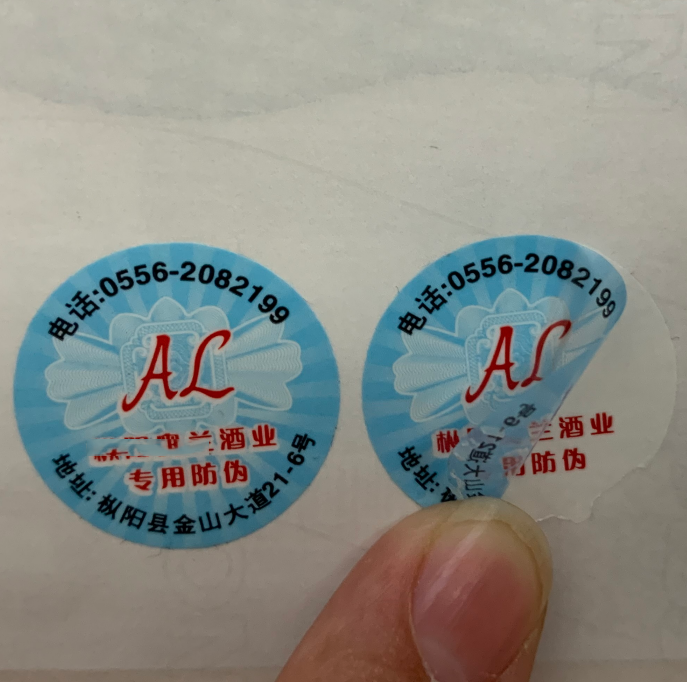 电话:0556-2082199
AL
兰酒业
专用防伪
地址:枞阳县金山大道21-6号
电话:0556-2082199
AL
枞 兰酒业
用防伪
地址: